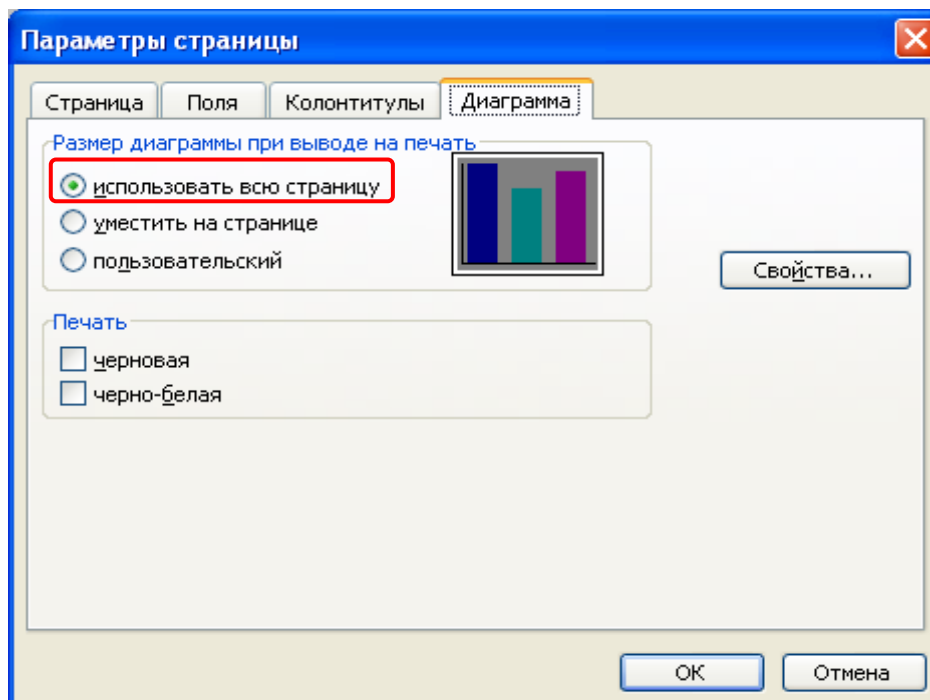 Параметры страницы
Страница Поля Колонтитулы Диаграмма
Размер диаграммы при выводе на печать
использовать всю страницу
уместить на странице
пользовательский
Свойства...
Печать
черновая
черно-белая
ОК Отмена